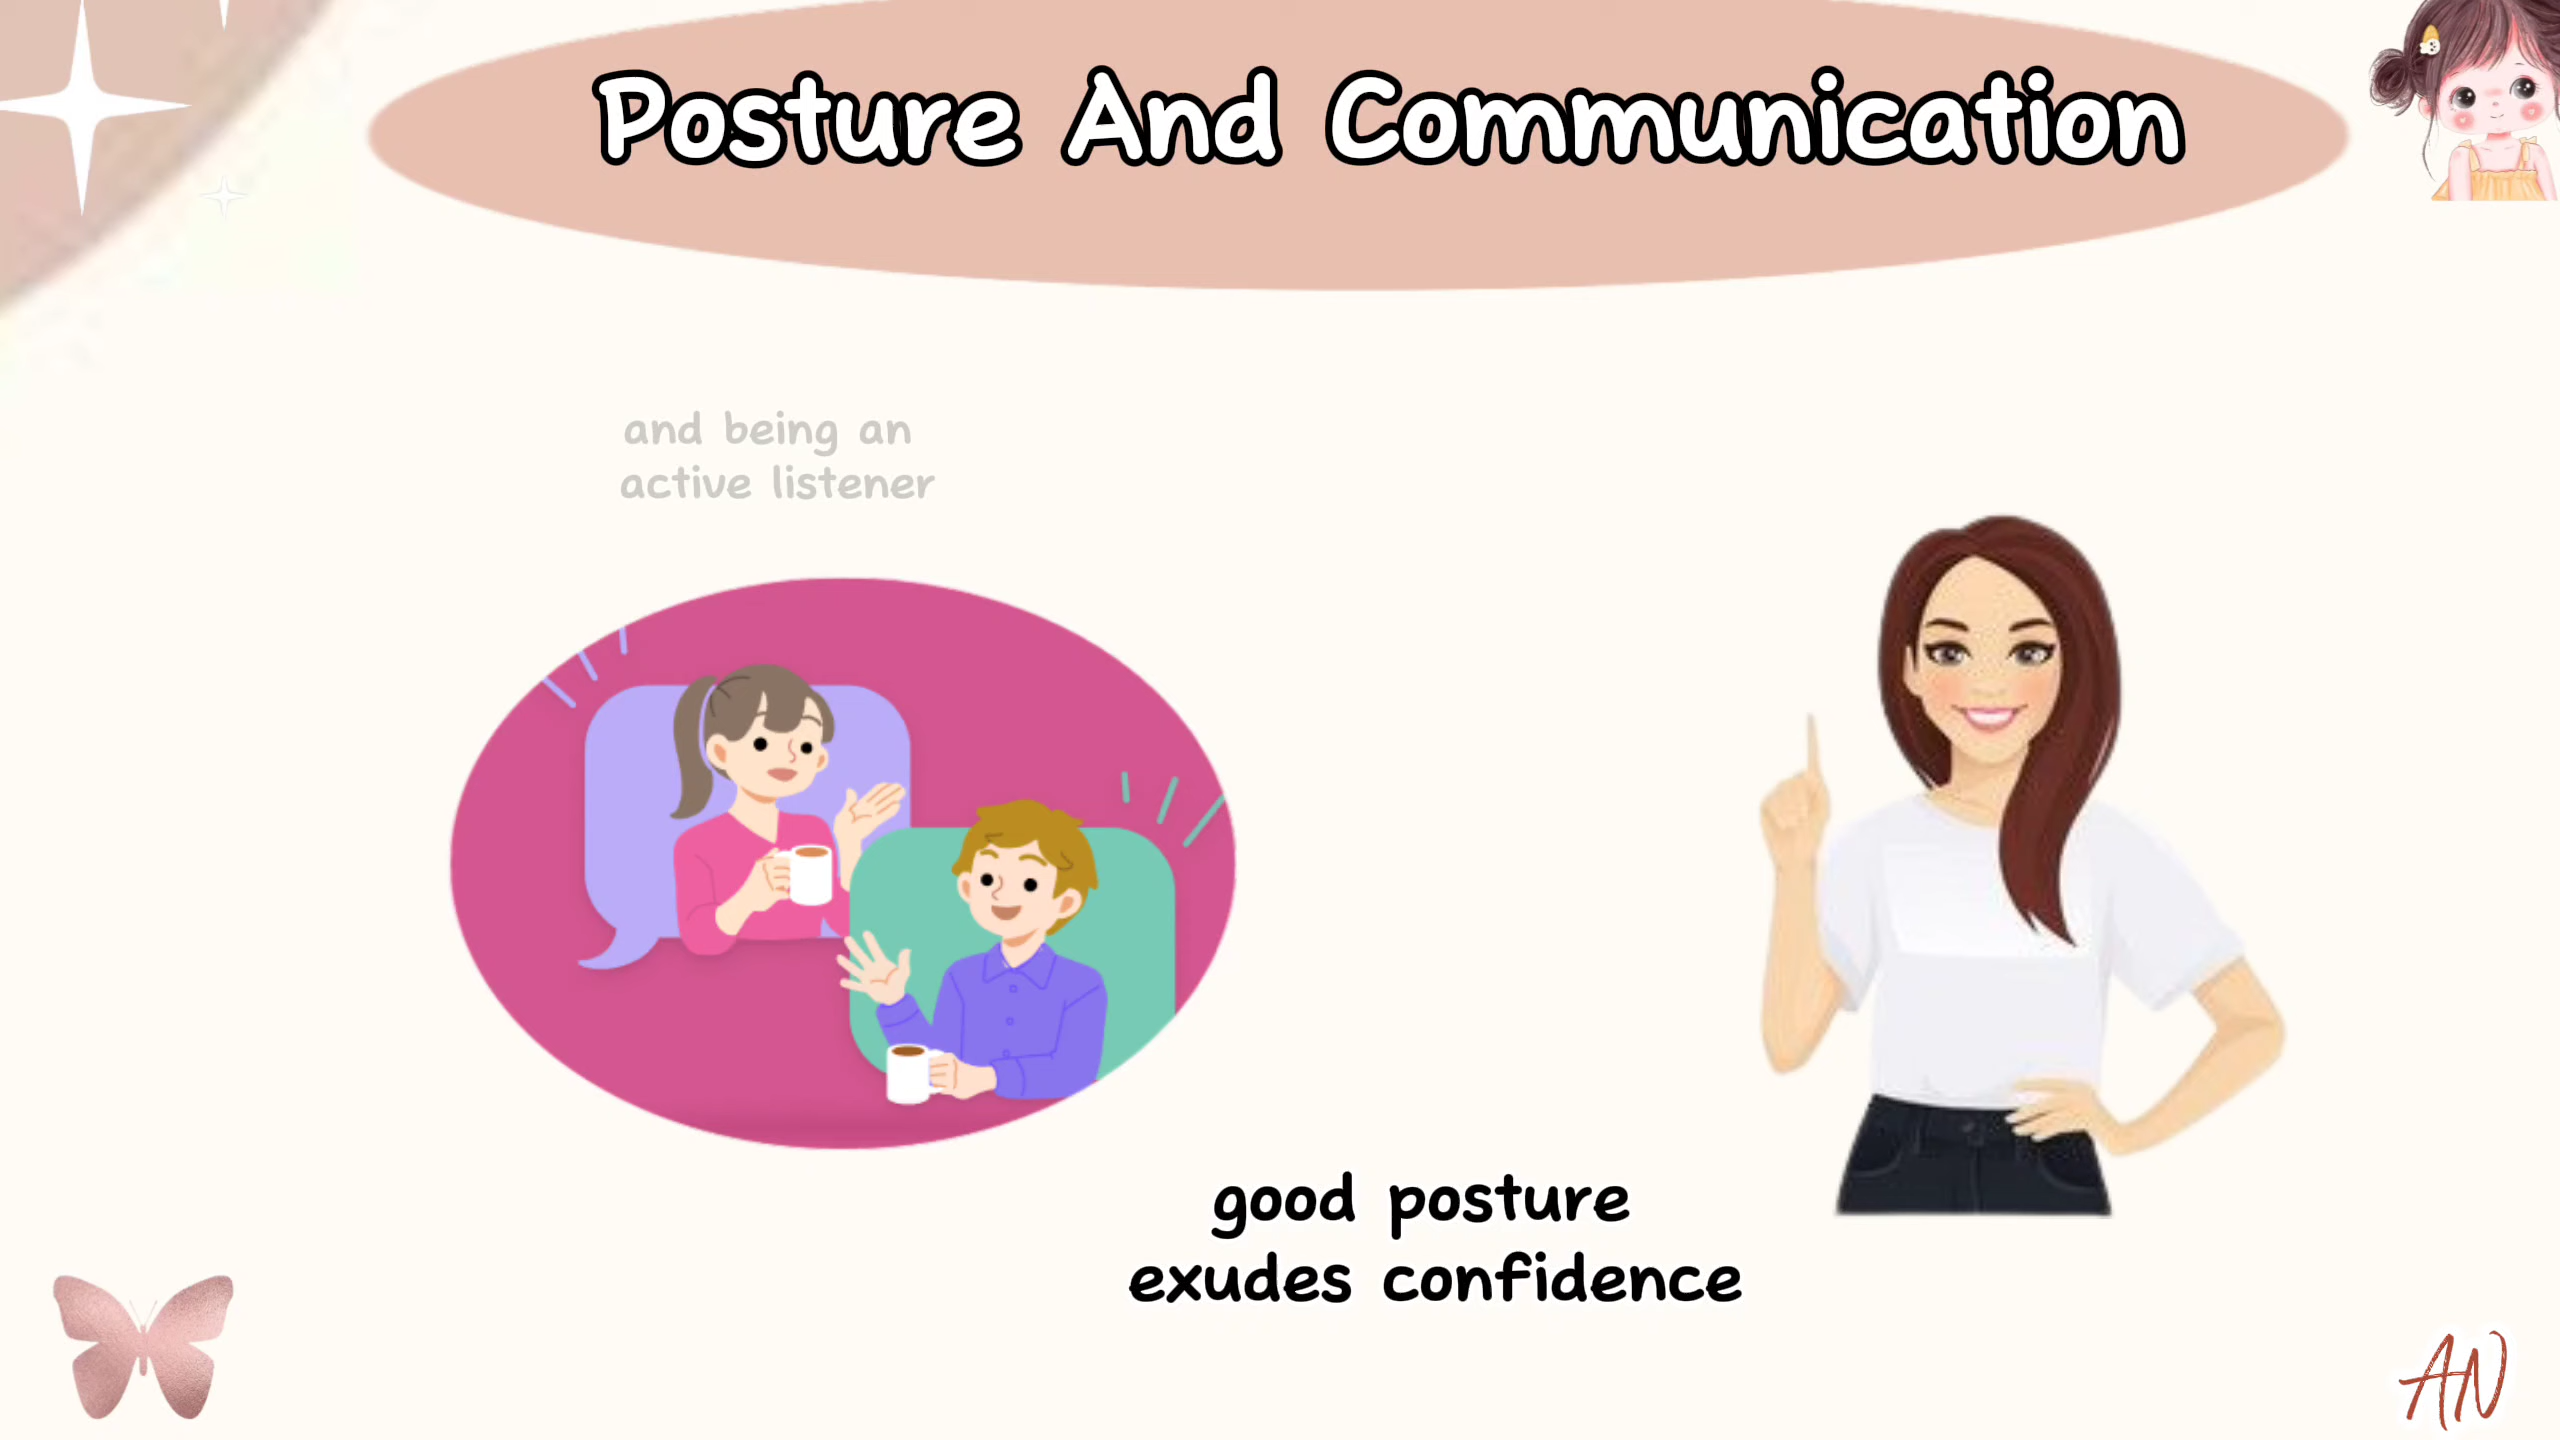 Posture And Communication
and being an
active listener
good posture
exudes confidence
AN